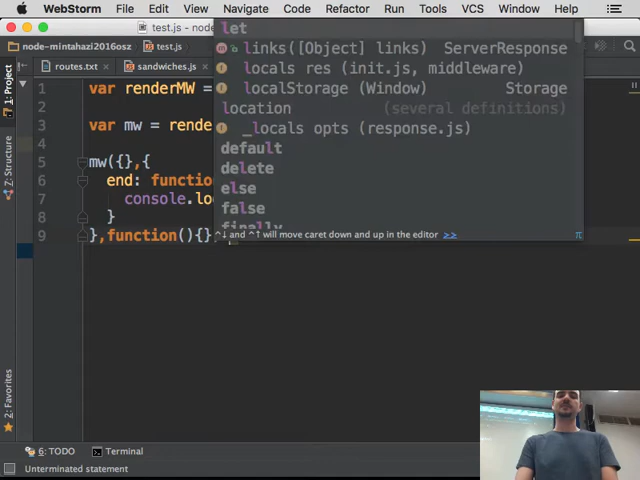 WebStorm File Edit View Navigate Code Refactor Run Tools VCS Window Help
test.js
node-mintahazi2016osz test.js
routes.txt sandwiches.js
1: Project
7: Structure
2: Favorites
1 var renderMW =
2
3 var mw = rende
4
5 mw({},{
6 end: function
7 console.lo
8 }
9 },function(){}
let
m links([Object] links) ServerResponse
f locals res (init.js, middleware)
f localStorage (Window) Storage
location (several definitions)
f _locals opts (response.js)
default
delete
else
false
finally
^↓ and ^↑ will move caret down and up in the editor >> π
6: TODO Terminal
Unterminated statement